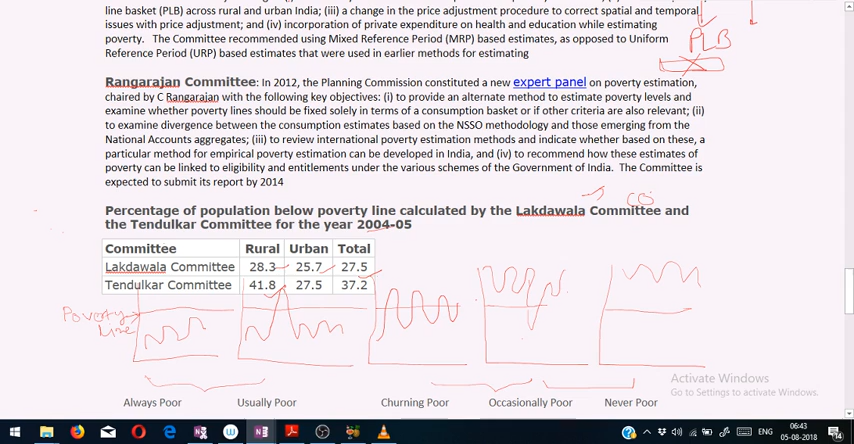 line basket (PLB) across rural and urban India; (iii) a change in the price adjustment procedure to correct spatial and temporal
issues with price adjustment; and (iv) incorporation of private expenditure on health and education while estimating
poverty. The Committee recommended using Mixed Reference Period (MRP) based estimates, as opposed to Uniform
Reference Period (URP) based estimates that were used in earlier methods for estimating
PLB
Rangarajan Committee: In 2012, the Planning Commission constituted a new expert panel on poverty estimation,
chaired by C Rangarajan with the following key objectives: (i) to provide an alternate method to estimate poverty levels and
examine whether poverty lines should be fixed solely in terms of a consumption basket or if other criteria are also relevant; (ii)
to examine divergence between the consumption estimates based on the NSSO methodology and those emerging from the
National Accounts aggregates; (iii) to review international poverty estimation methods and indicate whether based on these, a
particular method for empirical poverty estimation can be developed in India, and (iv) to recommend how these estimates of
poverty can be linked to eligibility and entitlements under the various schemes of the Government of India. The Committee is
expected to submit its report by 2014
Percentage of population below poverty line calculated by the Lakdawala Committee and
the Tendulkar Committee for the year 2004-05
Committee Rural Urban Total
Lakdawala Committee 28.3 25.7 27.5
Tendulkar Committee 41.8 27.5 37.2
Poverty
Line
Always Poor Usually Poor Churning Poor Occasionally Poor Never Poor
Activate Windows
Go to Settings to activate Windows.
ENG
06:43
05-08-2018
14